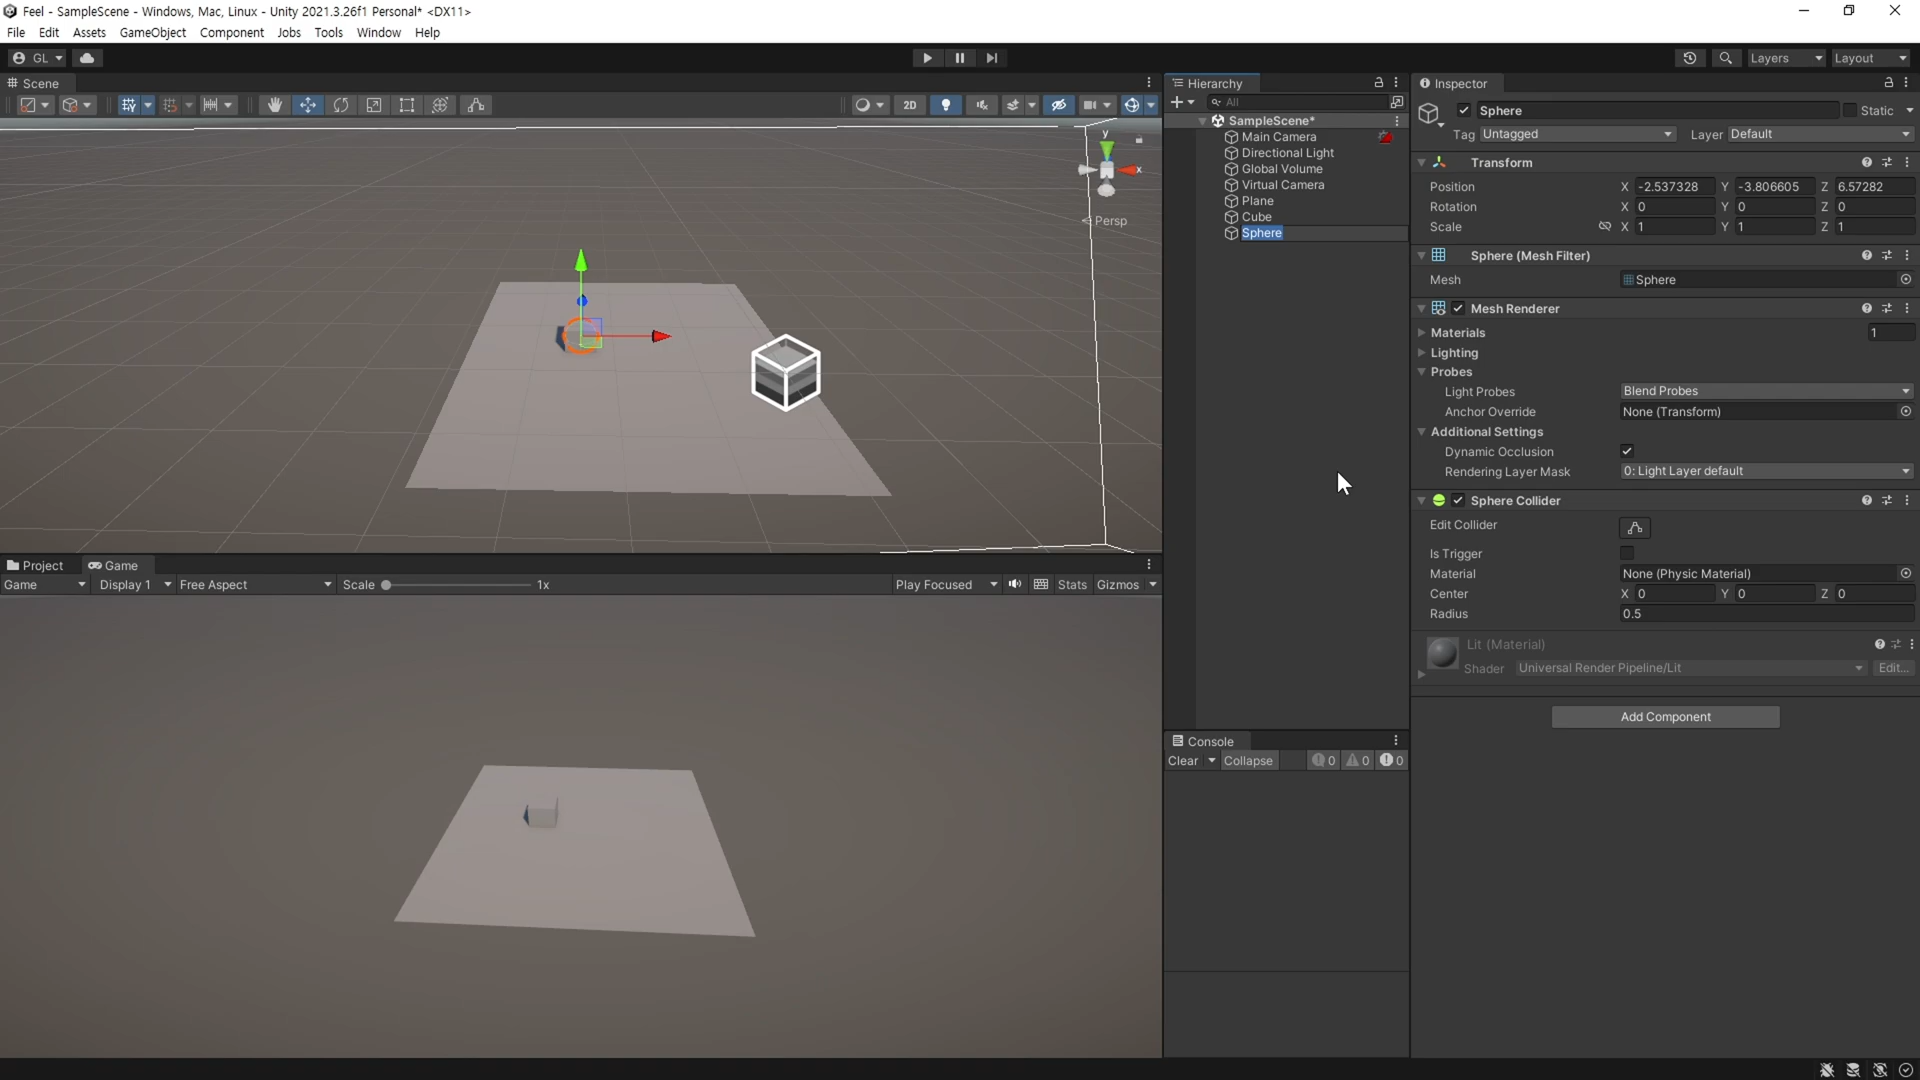 Feel - SampleScene - Windows, Mac, Linux - Unity 2021.3.26f1 Personal* <DX11>
File Edit Assets GameObject Component Jobs Tools Window Help
GL Layers Layout
Scene
2D
y
x
Persp
Project Game
Game Display 1 Free Aspect Scale 1x Play Focused Stats Gizmos
Hierarchy
All
SampleScene*
Main Camera
Directional Light
Global Volume
Virtual Camera
Plane
Cube
Sphere
Console
Clear Collapse 0 0 0
Inspector
Sphere Static
Tag Untagged Layer Default
Transform
Position X -2.537328 Y -3.806605 Z 6.57282
Rotation X 0 Y 0 Z 0
Scale X 1 Y 1 Z 1
Sphere (Mesh Filter)
Mesh Sphere
Mesh Renderer
Materials 1
Lighting
Probes
Light Probes Blend Probes
Anchor Override None (Transform)
Additional Settings
Dynamic Occlusion
Rendering Layer Mask 0: Light Layer default
Sphere Collider
Edit Collider
Is Trigger
Material None (Physic Material)
Center X 0 Y 0 Z 0
Radius 0.5
Lit (Material)
Shader Universal Render Pipeline/Lit Edit...
Add Component